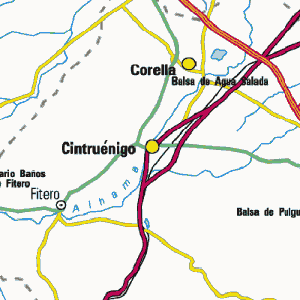 Corella
Balsa de Agua Salada
Cintruénigo
ario Baños
Fitero
Fitero
Alhama
Balsa de Pulgu